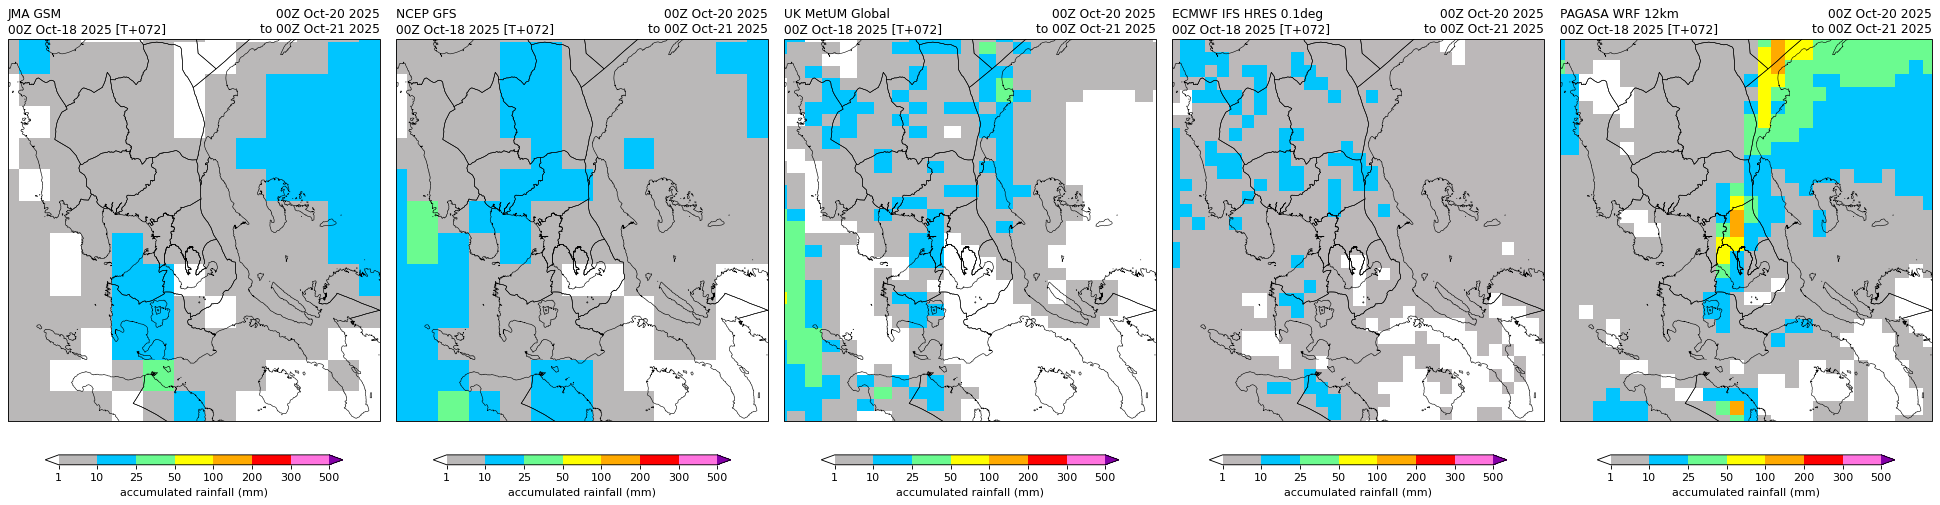 JMA GSM 00Z Oct-20 2025
00Z Oct-18 2025 [T+072] to 00Z Oct-21 2025
1 10 25 50 100 200 300 500
accumulated rainfall (mm)
NCEP GFS 00Z Oct-20 2025
00Z Oct-18 2025 [T+072] to 00Z Oct-21 2025
1 10 25 50 100 200 300 500
accumulated rainfall (mm)
UK MetUM Global 00Z Oct-20 2025
00Z Oct-18 2025 [T+072] to 00Z Oct-21 2025
1 10 25 50 100 200 300 500
accumulated rainfall (mm)
ECMWF IFS HRES 0.1deg 00Z Oct-20 2025
00Z Oct-18 2025 [T+072] to 00Z Oct-21 2025
1 10 25 50 100 200 300 500
accumulated rainfall (mm)
PAGASA WRF 12km 00Z Oct-20 2025
00Z Oct-18 2025 [T+072] to 00Z Oct-21 2025
1 10 25 50 100 200 300 500
accumulated rainfall (mm)